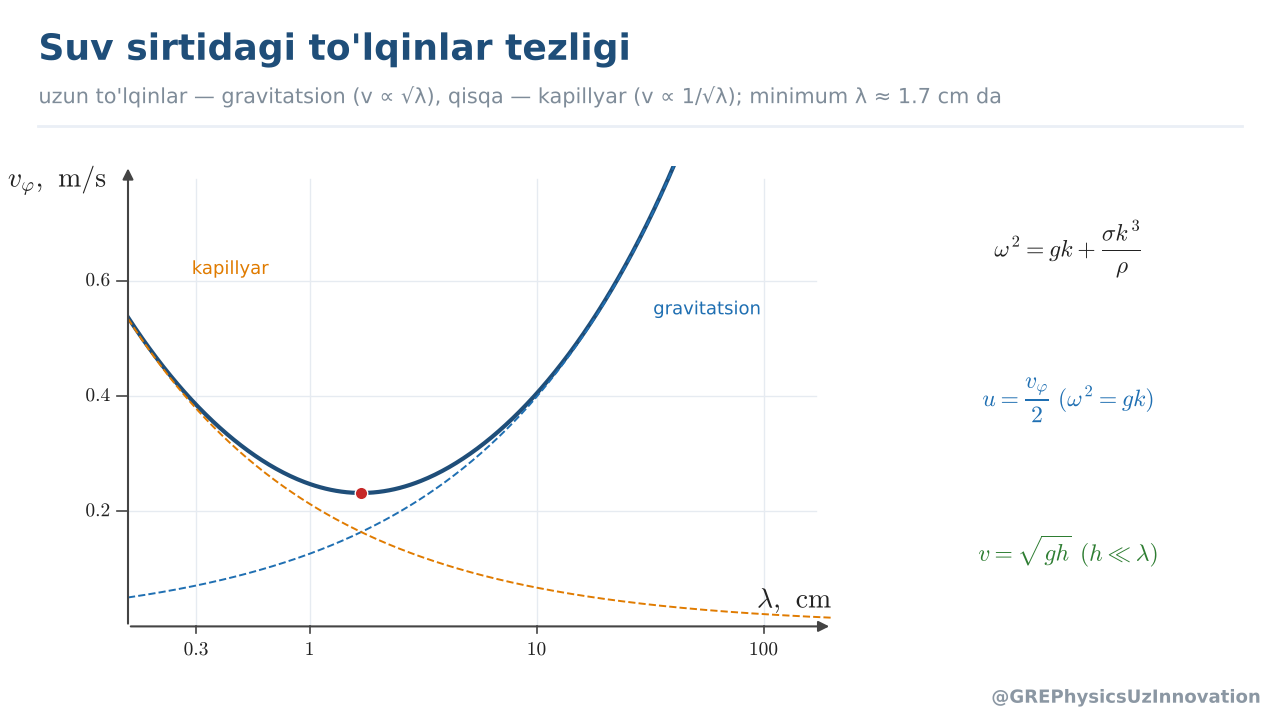 Suv sirtidagi to'lqinlar tezligi
uzun to'lqinlar — gravitatsion (v ∝ √λ), qisqa — kapillyar (v ∝ 1/√λ); minimum λ ≈ 1.7 cm da
v_φ, m/s
kapillyar
gravitatsion
0.6
0.4
0.2
λ, cm
0.3 1 10 100
ω² = gk + σk³/ρ
u = v_φ/2 (ω² = gk)
v = √gh (h ≪ λ)
@GREPhysicsUzInnovation